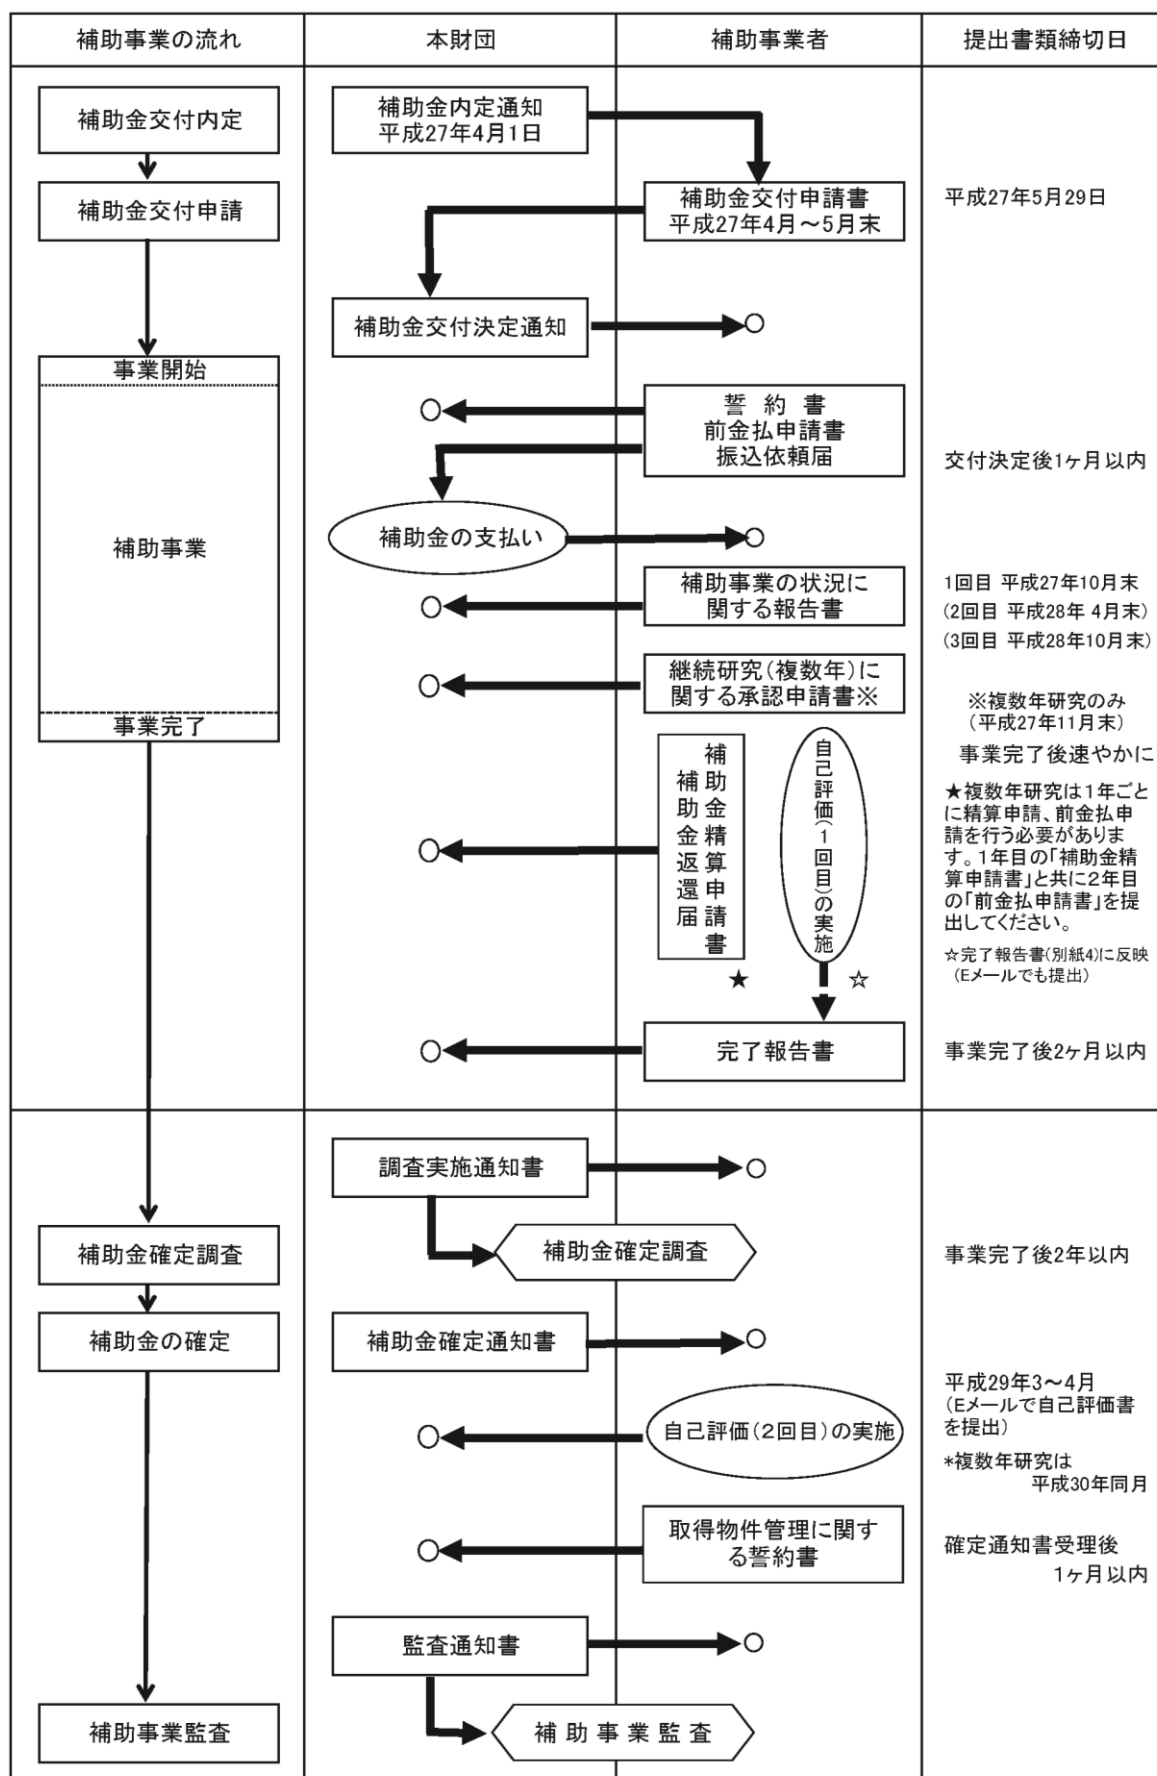 補助事業の流れ
本財団
補助事業者
提出書類締切日
補助金交付内定
補助金内定通知
平成27年4月1日
補助金交付申請
補助金交付申請書
平成27年4月～5月末
平成27年5月29日
補助金交付決定通知
事業開始
誓 約 書
前金払申請書
振込依頼届
交付決定後1ヶ月以内
補助事業
補助金の支払い
補助事業の状況に
関する報告書
1回目 平成27年10月末
(2回目 平成28年 4月末)
(3回目 平成28年10月末)
継続研究(複数年)に
関する承認申請書※
※複数年研究のみ
(平成27年11月末)
事業完了
事業完了後速やかに
補助金精算申請書
補助金返還届
自己評価(1回目)の実施
★複数年研究は1年ごと
に精算申請、前金払申
請を行う必要がありま
す。1年目の「補助金精
算申請書」と共に2年目
の「前金払申請書」を提
出してください。
☆完了報告書(別紙4)に反映
(Eメールでも提出)
★
☆
完了報告書
事業完了後2ヶ月以内
調査実施通知書
補助金確定調査
補助金確定調査
事業完了後2年以内
補助金の確定
補助金確定通知書
自己評価(2回目)の実施
平成29年3～4月
(Eメールで自己評価書
を提出)
*複数年研究は
平成30年同月
取得物件管理に関す
る誓約書
確定通知書受理後
1ヶ月以内
監査通知書
補助事業監査
補 助 事 業 監 査